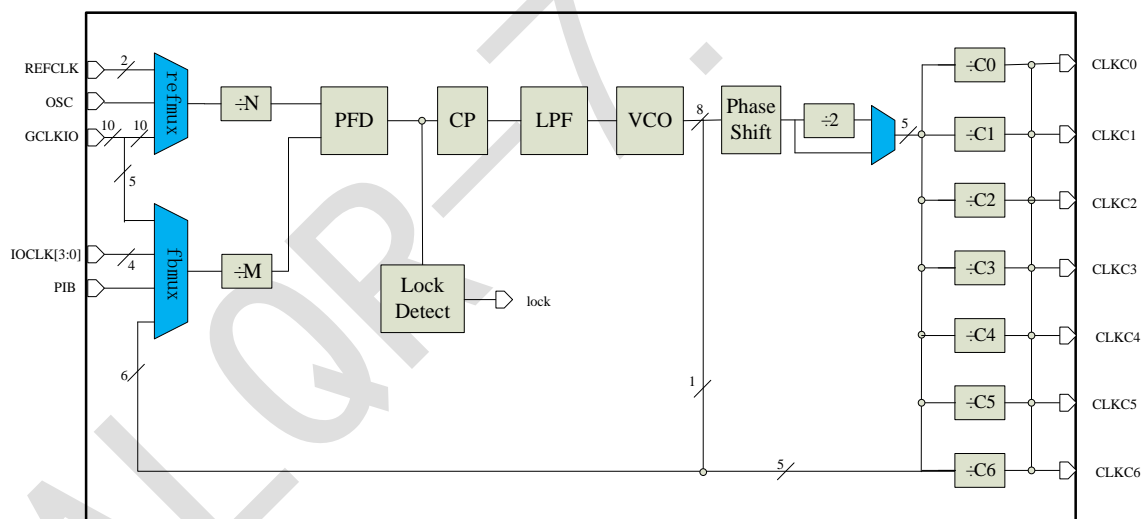 REFCLK
2
OSC
GCLKIO
10
10
refmux
÷N
PFD
CP
LPF
VCO
8
Phase
Shift
÷2
5
÷C0
CLKC0
÷C1
CLKC1
÷C2
CLKC2
÷C3
CLKC3
÷C4
CLKC4
÷C5
CLKC5
÷C6
CLKC6
5
IOCLK[3:0]
4
PIB
fbmux
÷M
Lock
Detect
lock
6
1
5